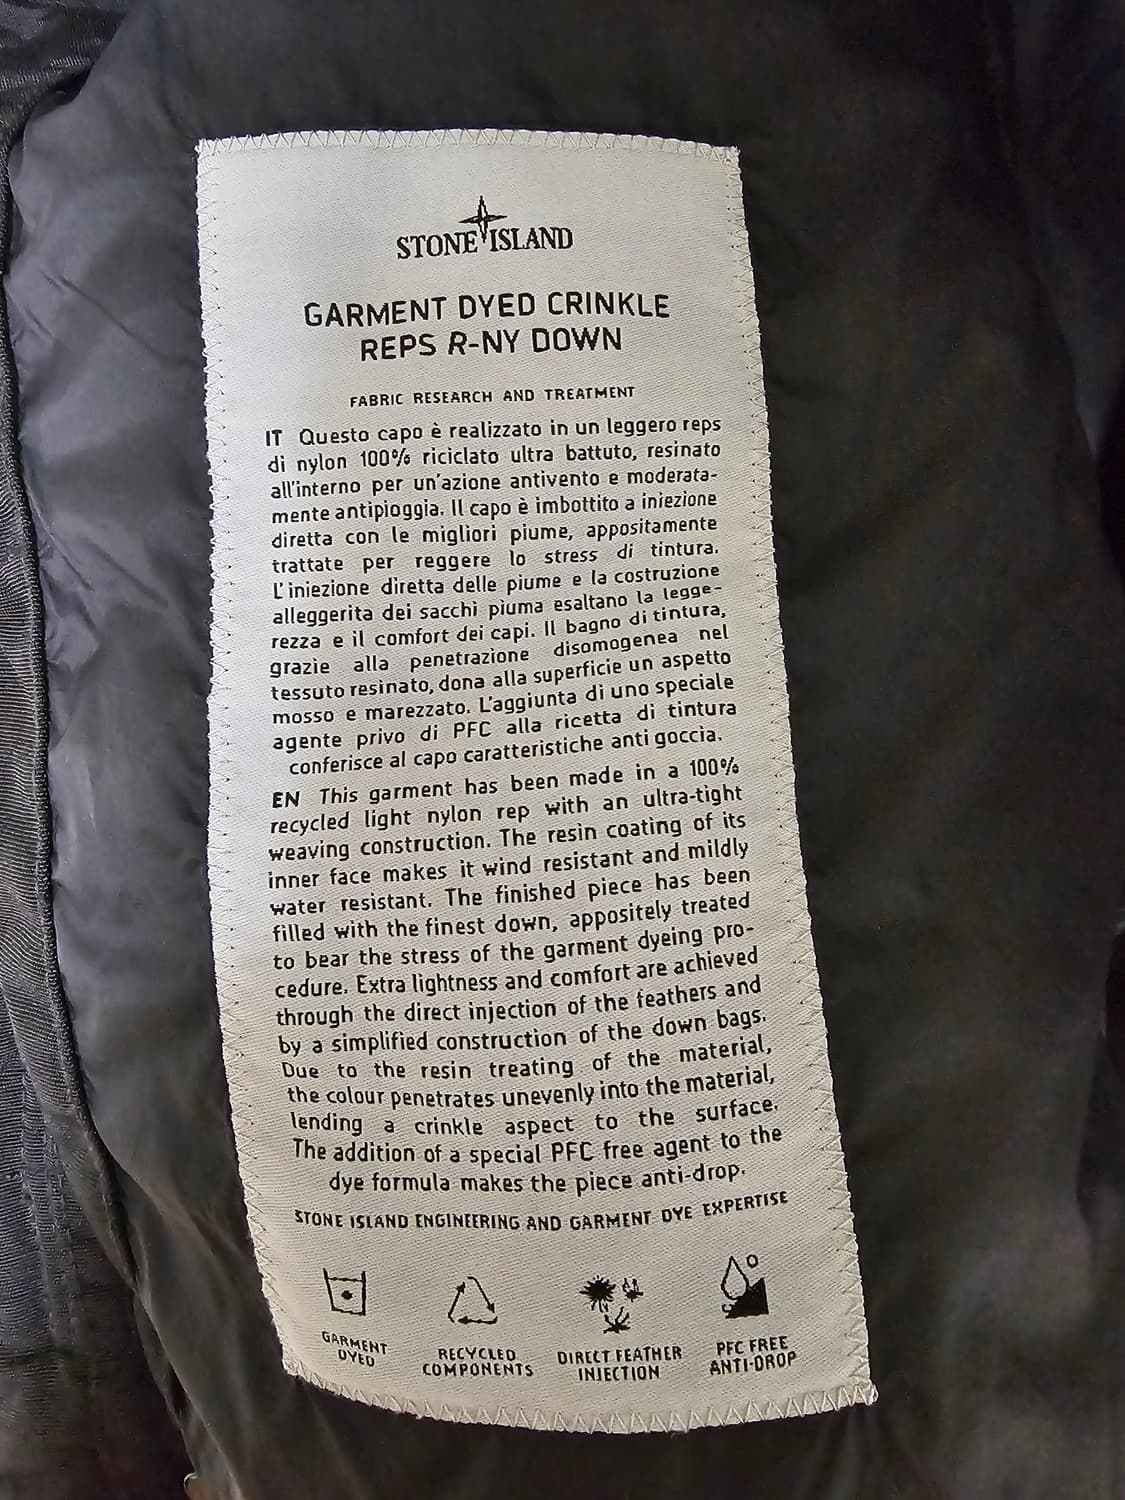 STONE ISLAND
GARMENT DYED CRINKLE
REPS R-NY DOWN
FABRIC RESEARCH AND TREATMENT
IT Questo capo è realizzato in un leggero reps
di nylon 100% riciclato ultra battuto, resinato
all'interno per un'azione antivento e moderata-
mente antipioggia. Il capo è imbottito a iniezione
diretta con le migliori piume, appositamente
trattate per reggere lo stress di tintura.
L'iniezione diretta delle piume e la costruzione
alleggerita dei sacchi piuma esaltano la legge-
rezza e il comfort dei capi. Il bagno di tintura,
grazie alla penetrazione disomogenea nel
tessuto resinato, dona alla superficie un aspetto
mosso e marezzato. L'aggiunta di uno speciale
agente privo di PFC alla ricetta di tintura
conferisce al capo caratteristiche anti goccia.
EN This garment has been made in a 100%
recycled light nylon rep with an ultra-tight
weaving construction. The resin coating of its
inner face makes it wind resistant and mildly
water resistant. The finished piece has been
filled with the finest down, appositely treated
to bear the stress of the garment dyeing pro-
cedure. Extra lightness and comfort are achieved
through the direct injection of the feathers and
by a simplified construction of the down bags.
Due to the resin treating of the material,
the colour penetrates unevenly into the material,
lending a crinkle aspect to the surface.
The addition of a special PFC free agent to the
dye formula makes the piece anti-drop.
STONE ISLAND ENGINEERING AND GARMENT DYE EXPERTISE
GARMENT
DYED
RECYCLED
COMPONENTS
DIRECT FEATHER
INJECTION
PFC FREE
ANTI-DROP